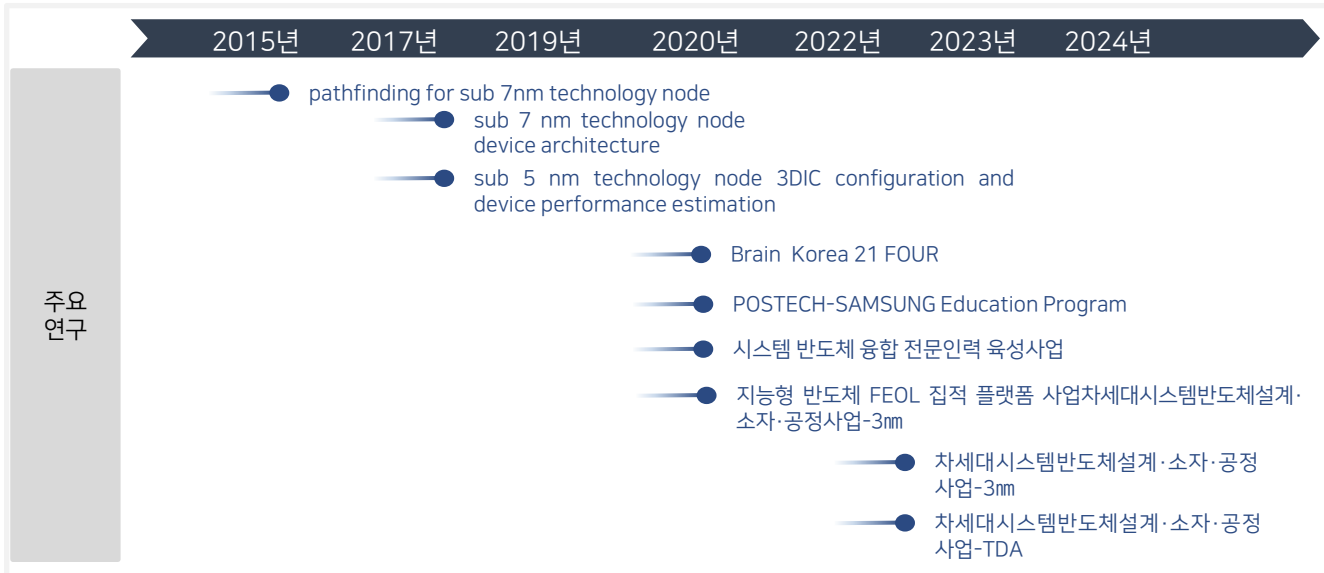 2015년 2017년 2019년 2020년 2022년 2023년 2024년
주요
연구
pathfinding for sub 7nm technology node
sub 7 nm technology node
device architecture
sub 5 nm technology node 3DIC configuration and
device performance estimation
Brain Korea 21 FOUR
POSTECH-SAMSUNG Education Program
시스템 반도체 융합 전문인력 육성사업
지능형 반도체 FEOL 집적 플랫폼 사업차세대시스템반도체설계·
소자·공정사업-3㎚
차세대시스템반도체설계·소자·공정
사업-3㎚
차세대시스템반도체설계·소자·공정
사업-TDA